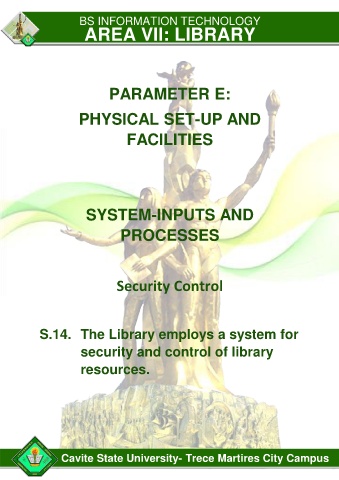 BS INFORMATION TECHNOLOGY
AREA VII: LIBRARY
PARAMETER E:
PHYSICAL SET-UP AND
FACILITIES
SYSTEM-INPUTS AND
PROCESSES
Security Control
S.14. The Library employs a system for
security and control of library
resources.
Cavite State University- Trece Martires City Campus